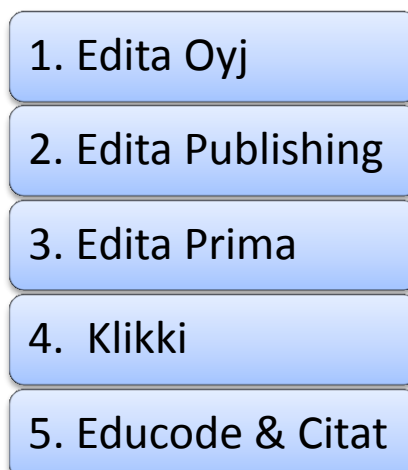 1. Edita Oyj
2. Edita Publishing
3. Edita Prima
4. Klikki
5. Educode & Citat